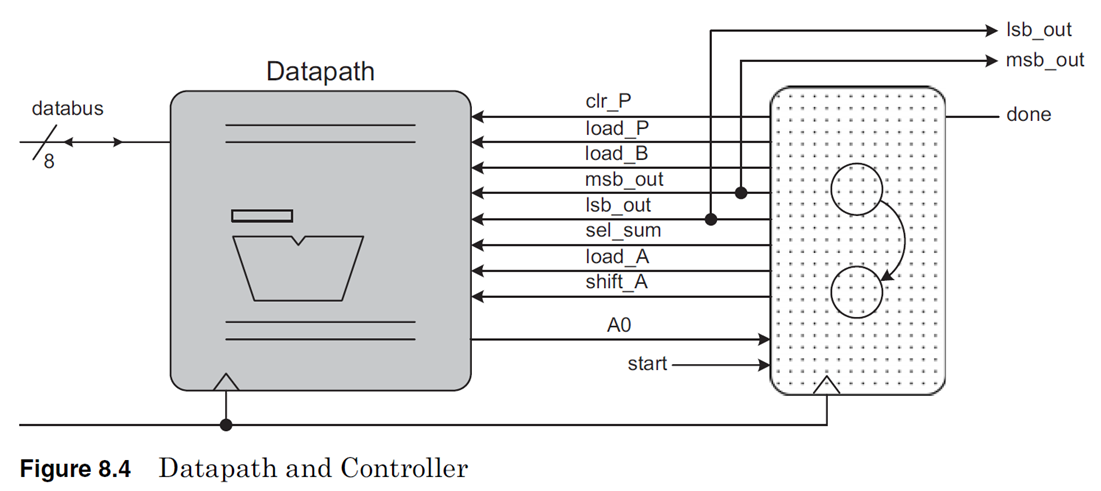 lsb_out
msb_out
Datapath
databus
8
clr_P
load_P
load_B
msb_out
lsb_out
sel_sum
load_A
shift_A
A0
start
done
Figure 8.4 Datapath and Controller